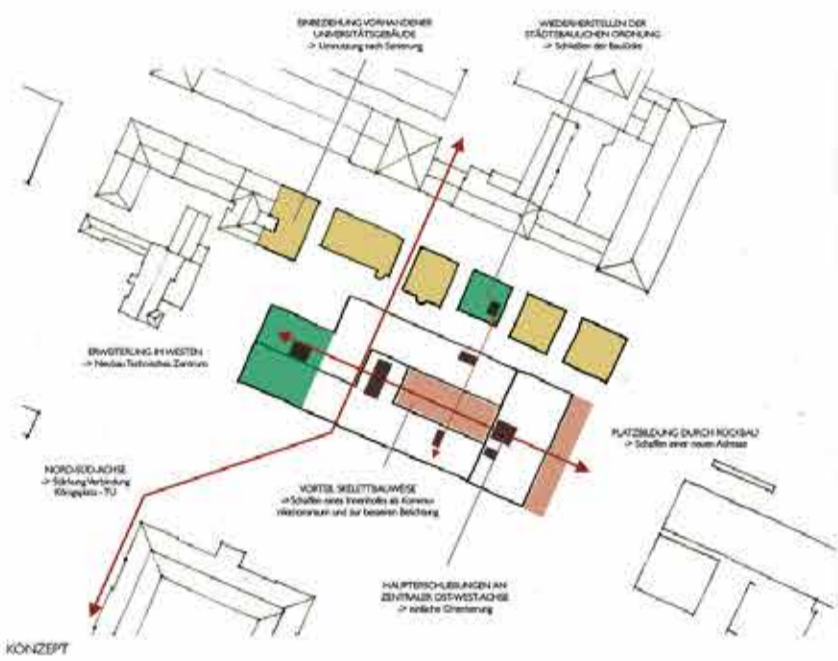 EINBEZIEHUNG VORHANDENER
UNIVERSITÄTSGEBÄUDE
-> Umnutzung nach Sanierung
WIEDERHERSTELLEN DER
STÄDTEBAULICHEN ORDNUNG
-> Schließen der Baulücke
ERWEITERUNG IM WESTEN
-> Neubau Technisches Zentrum
NORD-SÜD-ACHSE
-> Stärkung Verbindung
Königsplatz - TU
VORTEIL SKELETTBAUWEISE
-> Schaffen eines Innenhofes als Kommu-
nikationsraum und zur besseren Belichtung
PLATZBILDUNG DURCH RÜCKBAU
-> Schaffen einer neuen Adresse
HAUPTERSCHLIEßUNGEN AN
ZENTRALER OST-WEST-ACHSE
-> einfache Orientierung
KONZEPT